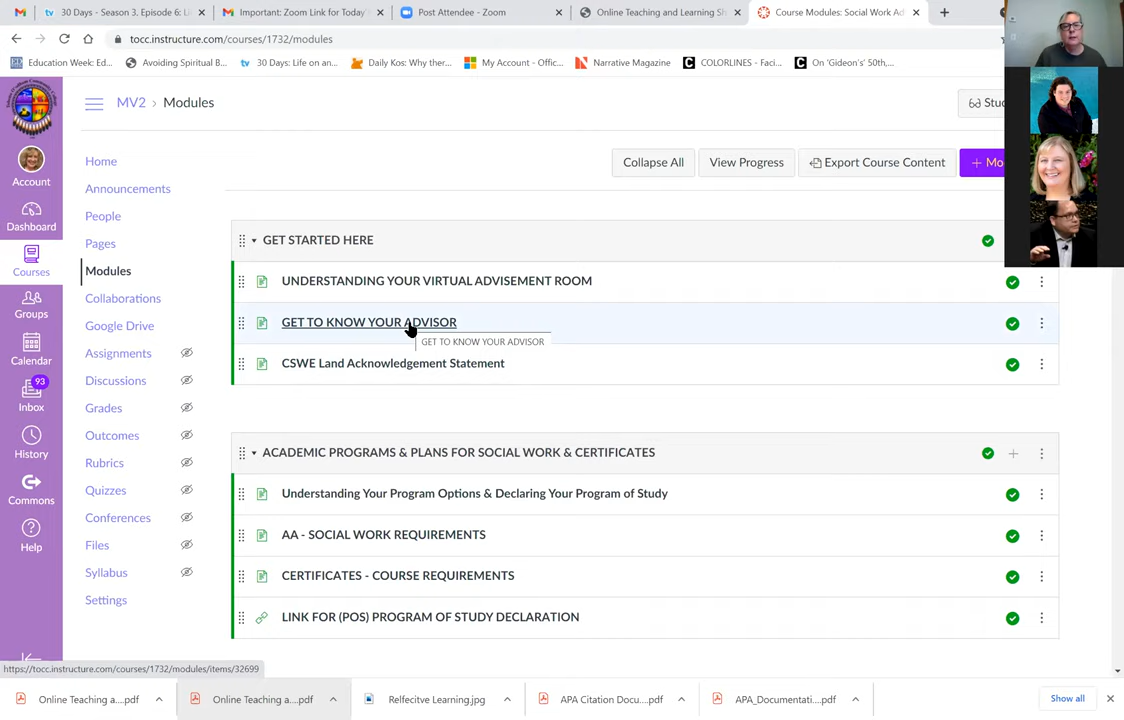 30 Days - Season 3, Episode 6: Li
Important: Zoom Link for Today'
Post Attendee - Zoom
Online Teaching and Learning Sh
Course Modules: Social Work Ad
tocc.instructure.com/courses/1732/modules
Education Week: Ed...
Avoiding Spiritual B...
tv 30 Days: Life on an...
Daily Kos: Why ther...
My Account - Offic...
Narrative Magazine
COLORLINES - Faci...
On 'Gideon's' 50th,...
MV2 › Modules
Stu
Collapse All
View Progress
Export Course Content
+ Mo
Account
Dashboard
Courses
Groups
Calendar
93
Inbox
History
Commons
Help
Home
Announcements
People
Pages
Modules
Collaborations
Google Drive
Assignments
Discussions
Grades
Outcomes
Rubrics
Quizzes
Conferences
Files
Syllabus
Settings
GET STARTED HERE
UNDERSTANDING YOUR VIRTUAL ADVISEMENT ROOM
GET TO KNOW YOUR ADVISOR
GET TO KNOW YOUR ADVISOR
CSWE Land Acknowledgement Statement
ACADEMIC PROGRAMS & PLANS FOR SOCIAL WORK & CERTIFICATES
Understanding Your Program Options & Declaring Your Program of Study
AA - SOCIAL WORK REQUIREMENTS
CERTIFICATES - COURSE REQUIREMENTS
LINK FOR (POS) PROGRAM OF STUDY DECLARATION
https://tocc.instructure.com/courses/1732/modules/items/32699
Online Teaching a....pdf
Online Teaching a....pdf
Relfecitve Learning.jpg
APA Citation Docu....pdf
APA_Documentati....pdf
Show all